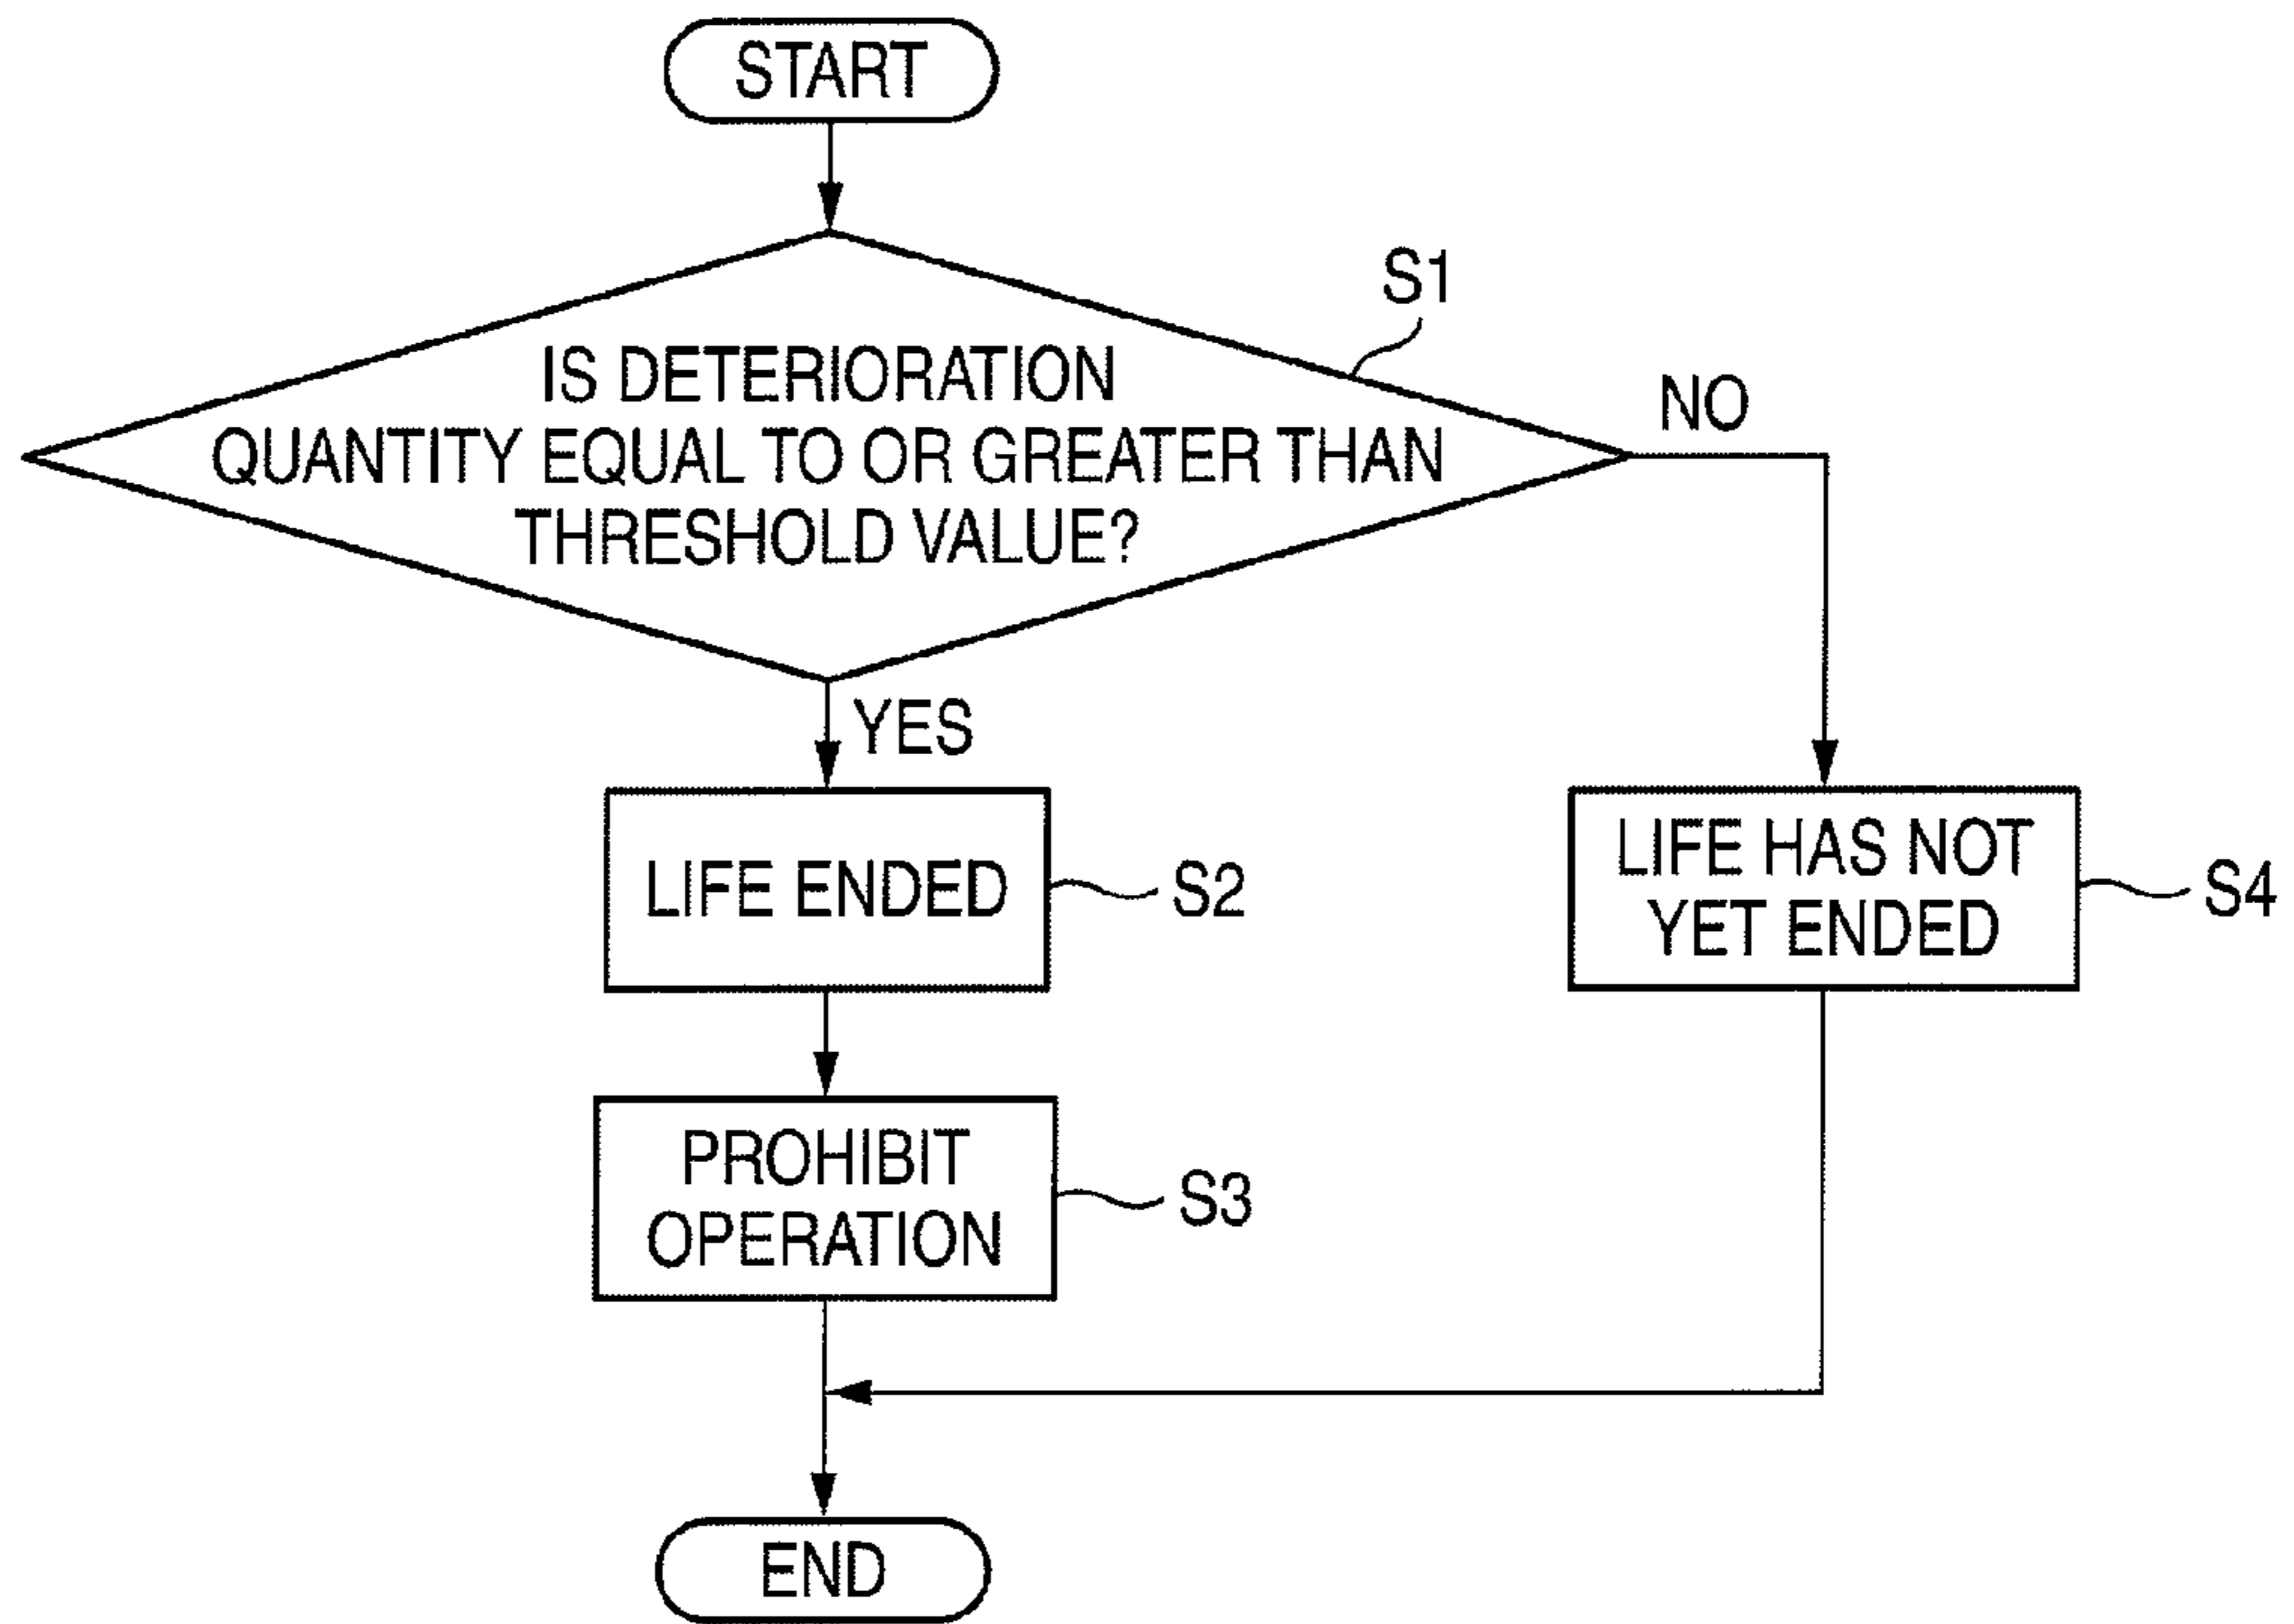 START
S1
IS DETERIORATION
QUANTITY EQUAL TO OR GREATER THAN
THRESHOLD VALUE?
NO
YES
LIFE ENDED
S2
LIFE HAS NOT
YET ENDED
S4
PROHIBIT
OPERATION
S3
END